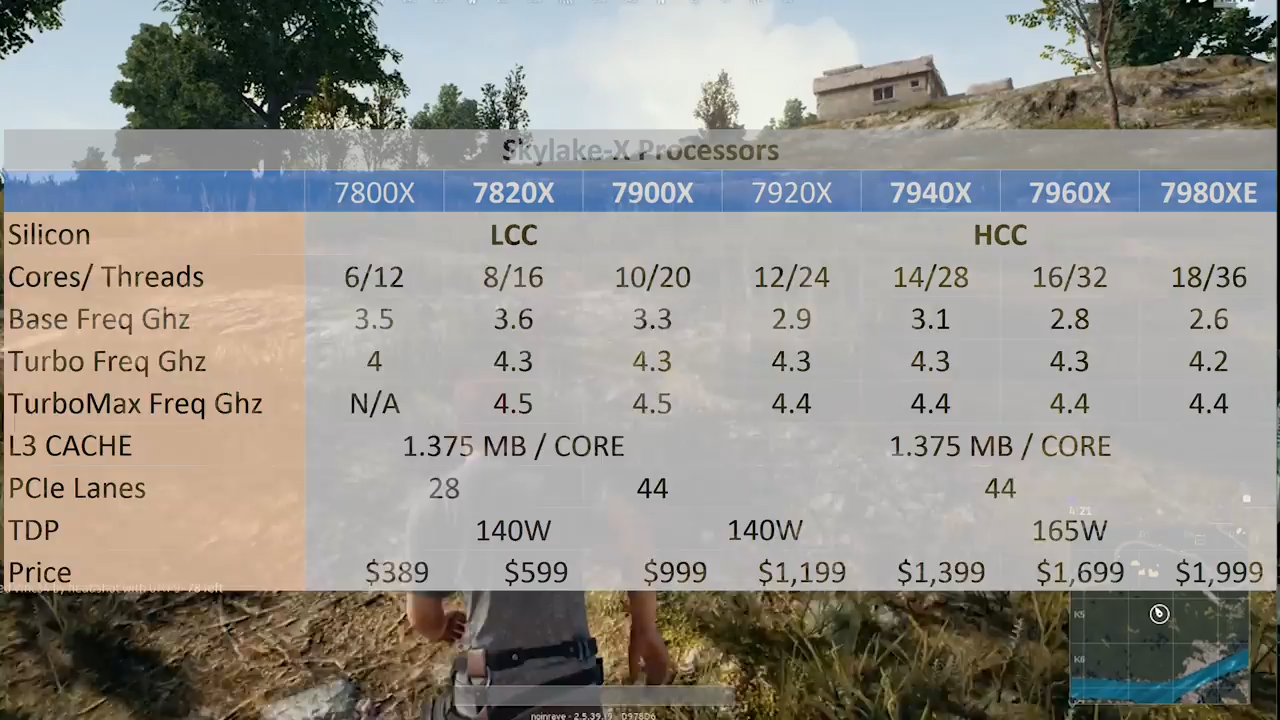 Skylake-X Processors
7800X 7820X 7900X 7920X 7940X 7960X 7980XE
Silicon LCC HCC
Cores/ Threads 6/12 8/16 10/20 12/24 14/28 16/32 18/36
Base Freq Ghz 3.5 3.6 3.3 2.9 3.1 2.8 2.6
Turbo Freq Ghz 4 4.3 4.3 4.3 4.3 4.3 4.2
TurboMax Freq Ghz N/A 4.5 4.5 4.4 4.4 4.4 4.4
L3 CACHE 1.375 MB / CORE 1.375 MB / CORE
PCIe Lanes 28 44 44
4:21
TDP 140W 140W 165W
Price $389 $599 $999 $1,199 $1,399 $1,699 $1,999
K5
K6